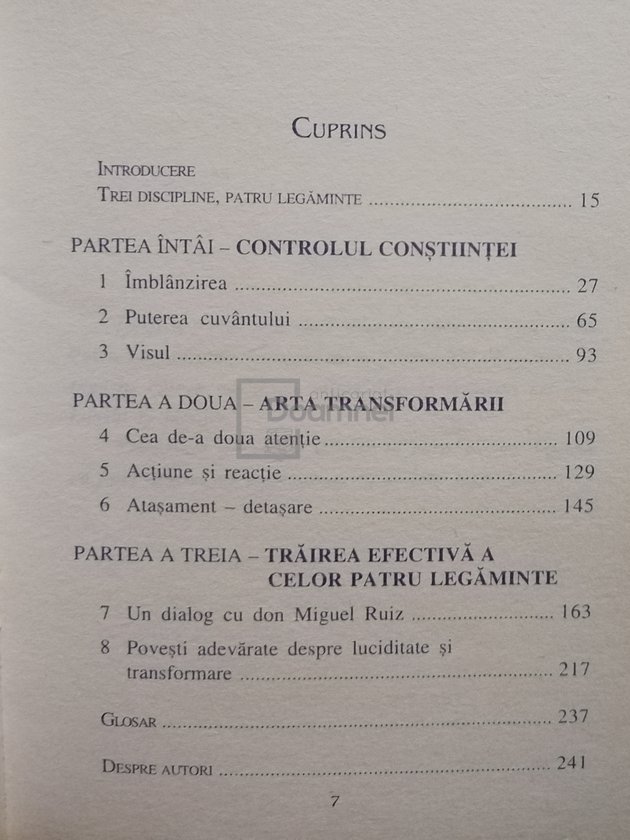 CUPRINS
INTRODUCERE
TREI DISCIPLINE, PATRU LEGĂMINTE ........ 15
PARTEA ÎNTÂI – CONTROLUL CONȘTIINȚEI
1 Îmblânzirea ........ 27
2 Puterea cuvântului ........ 65
3 Visul ........ 93
PARTEA A DOUA – ARTA TRANSFORMĂRII
4 Cea de-a doua atenție ........ 109
5 Acțiune și reacție ........ 129
6 Atașament – detașare ........ 145
PARTEA A TREIA – TRĂIREA EFECTIVĂ A
CELOR PATRU LEGĂMINTE
7 Un dialog cu don Miguel Ruiz ........ 163
8 Povești adevărate despre luciditate și
transformare ........ 217
GLOSAR ........ 237
DESPRE AUTORI ........ 241
7